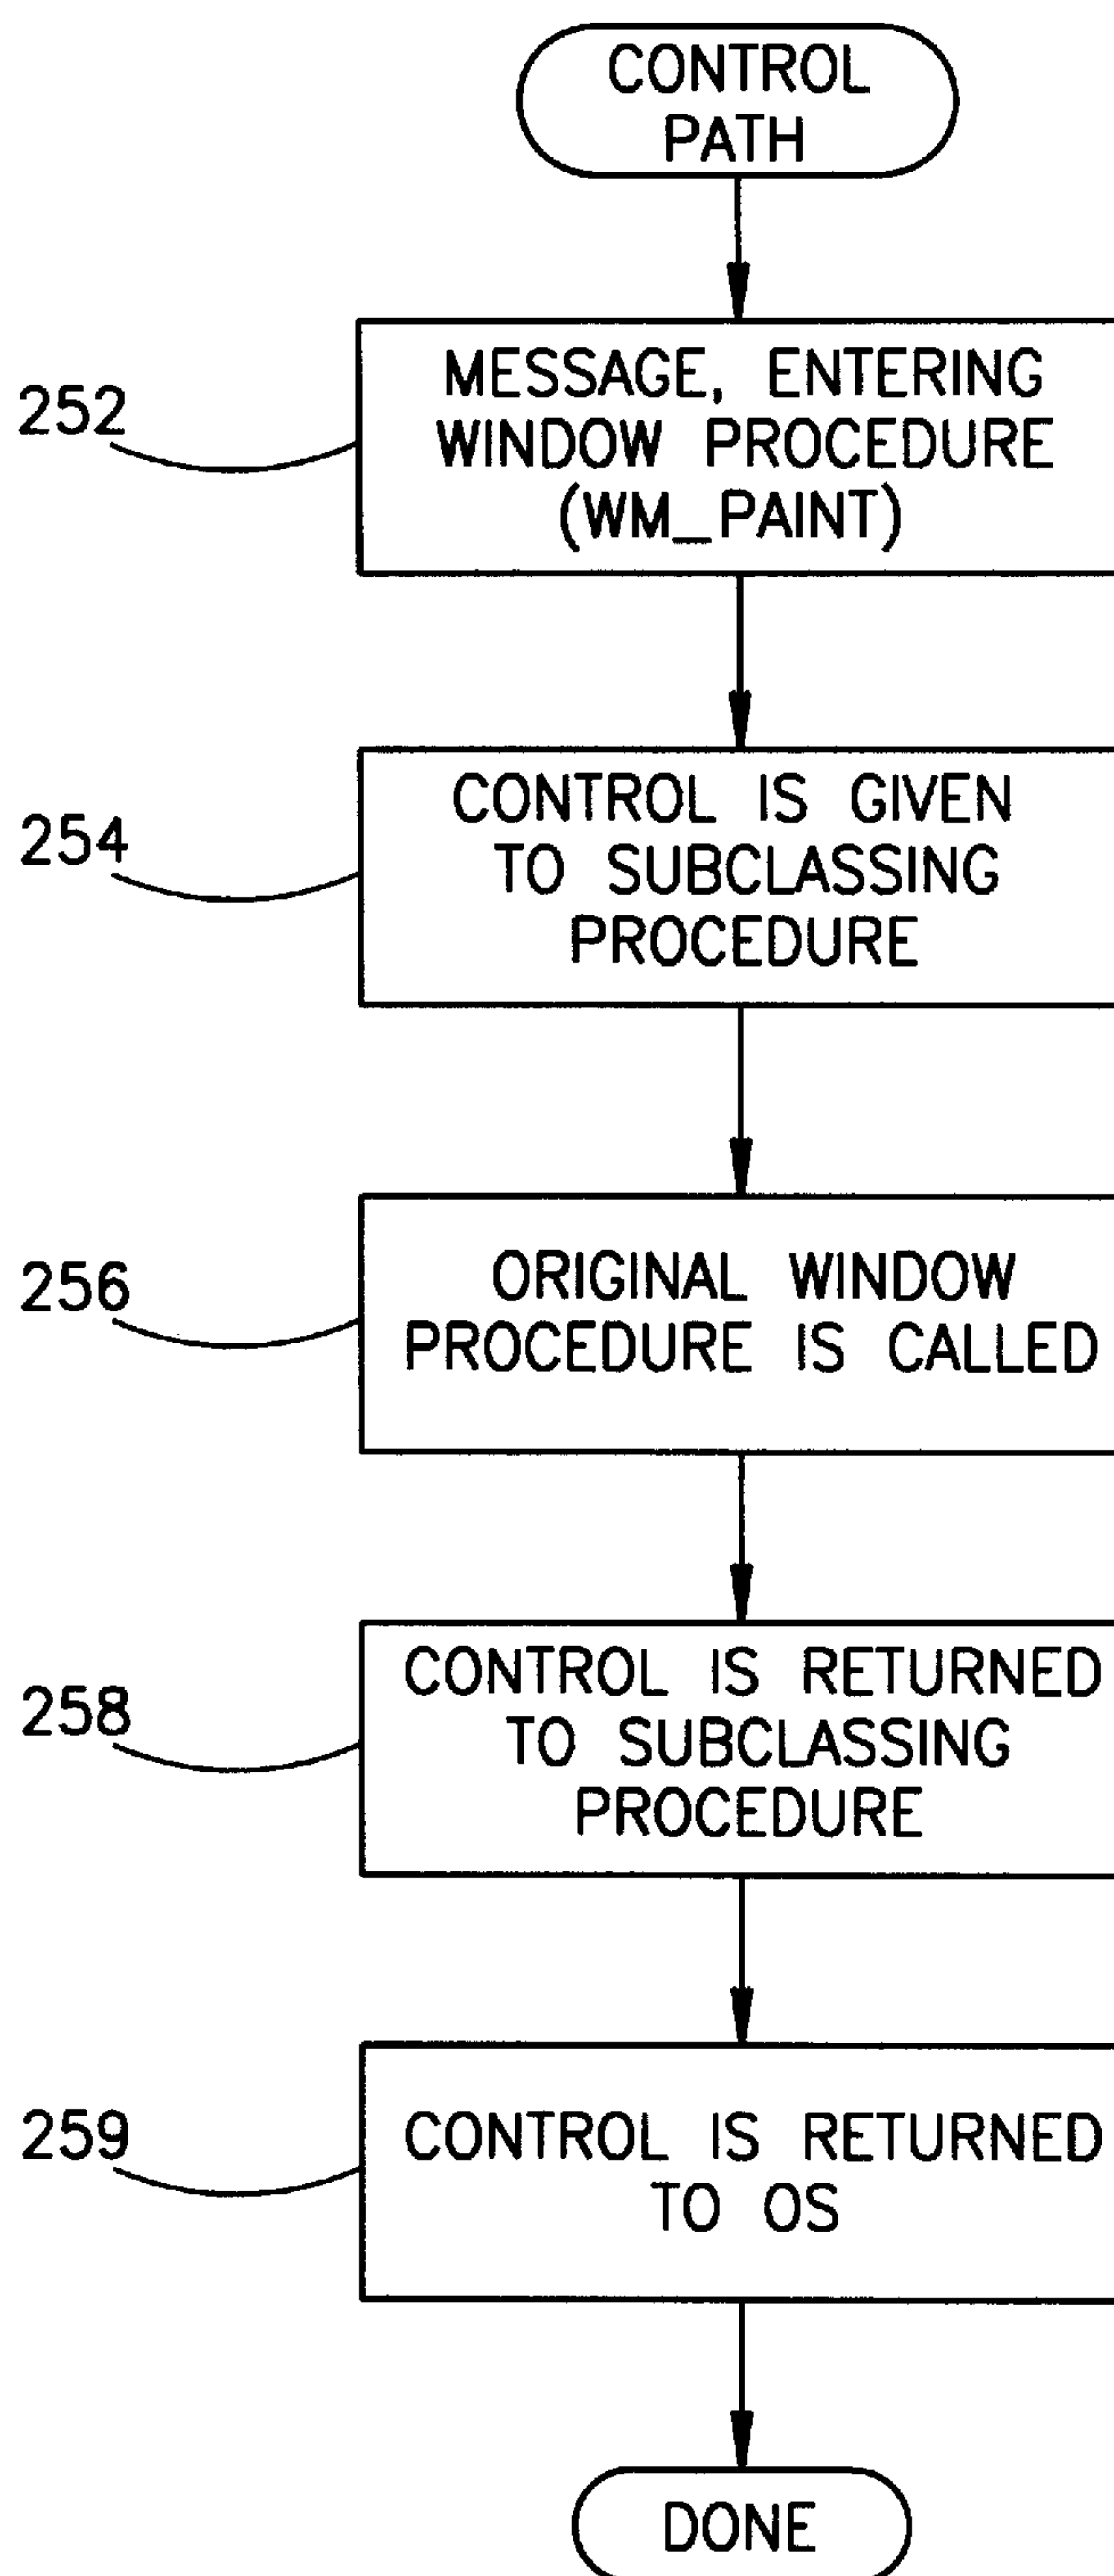 CONTROL
PATH
252
MESSAGE, ENTERING
WINDOW PROCEDURE
(WM_PAINT)
254
CONTROL IS GIVEN
TO SUBCLASSING
PROCEDURE
256
ORIGINAL WINDOW
PROCEDURE IS CALLED
258
CONTROL IS RETURNED
TO SUBCLASSING
PROCEDURE
259
CONTROL IS RETURNED
TO OS
DONE